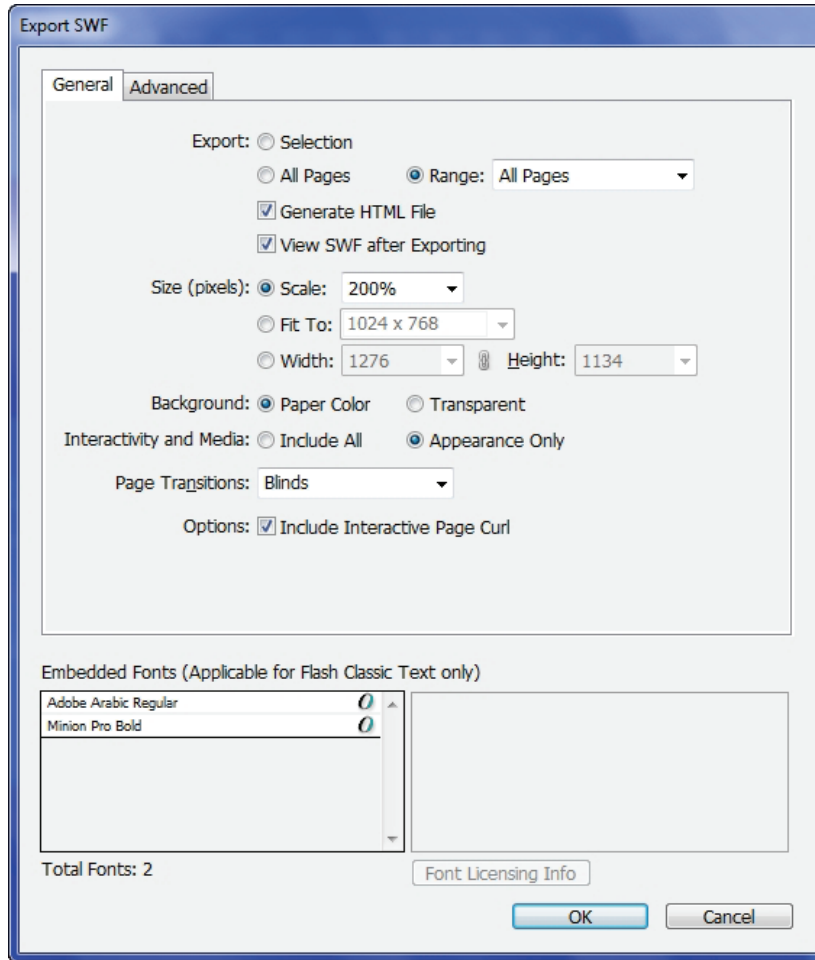 Export SWF
General Advanced
Export: Selection
All Pages Range: All Pages
Generate HTML File
View SWF after Exporting
Size (pixels): Scale: 200%
Fit To: 1024 x 768
Width: 1276 Height: 1134
Background: Paper Color Transparent
Interactivity and Media: Include All Appearance Only
Page Transitions: Blinds
Options: Include Interactive Page Curl
Embedded Fonts (Applicable for Flash Classic Text only)
Adobe Arabic Regular
Minion Pro Bold
Total Fonts: 2
Font Licensing Info
OK Cancel